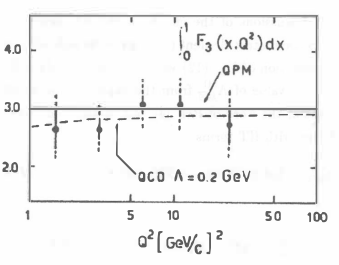 ∫₀¹ F₃(x,Q²)dx
4.0
QPM
3.0
2.0
QCD Λ=0.2 GeV
1 5 10 50 100
Q² [GeV/c]²